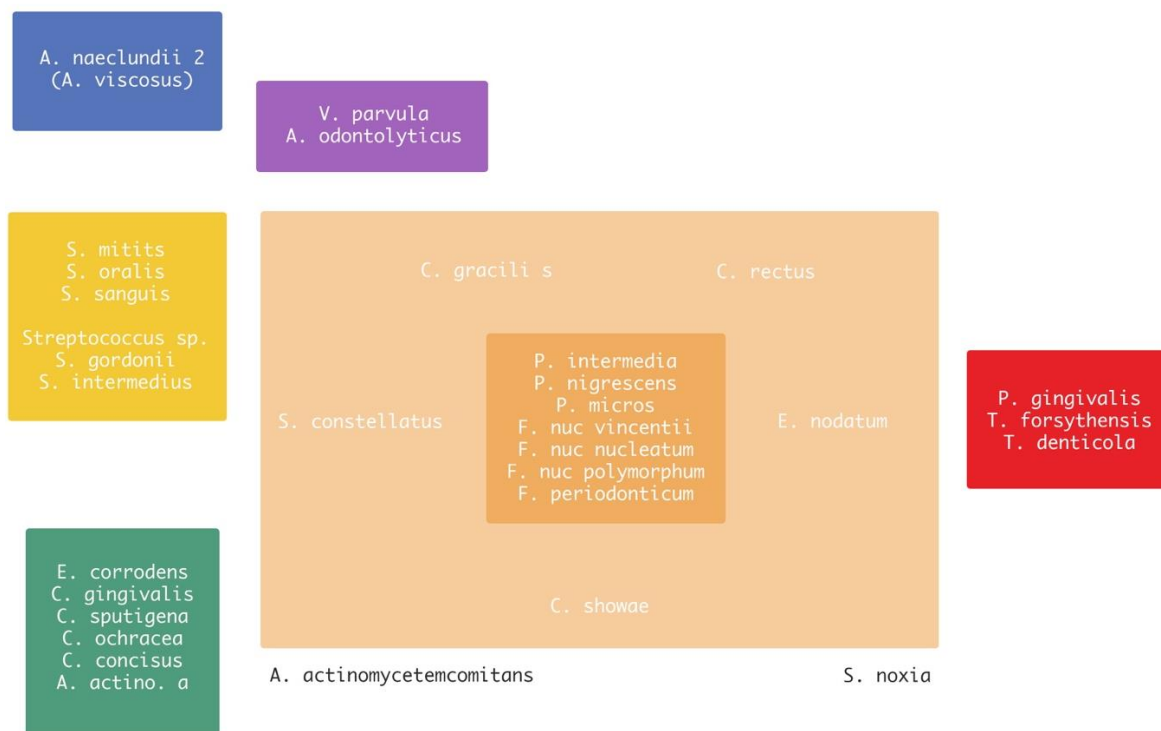 A. naeclundii 2
(A. viscosus)
V. parvula
A. odontolyticus
S. mitits
S. oralis
S. sanguis
Streptococcus sp.
S. gordonii
S. intermedius
C. gracili s
C. rectus
P. intermedia
P. nigrescens
P. micros
F. nuc vincentii
F. nuc nucleatum
F. nuc polymorphum
F. periodonticum
S. constellatus
E. nodatum
C. showae
P. gingivalis
T. forsythensis
T. denticola
E. corrodens
C. gingivalis
C. sputigena
C. ochracea
C. concisus
A. actino. a
A. actinomycetemcomitans
S. noxia